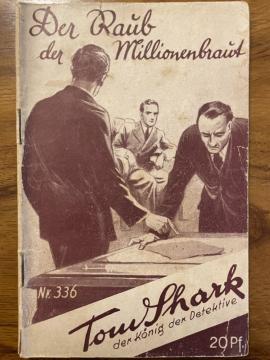 Der Raub
der Millionenbraut
Nr. 336
Tom Shark
der König der Detektive
20 Pf.